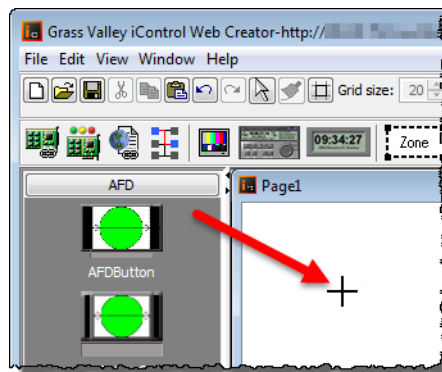 Grass Valley iControl Web Creator-http://
File Edit View Window Help
Grid size: 20
09:34:27
Zone
AFD
Page1
AFDButton